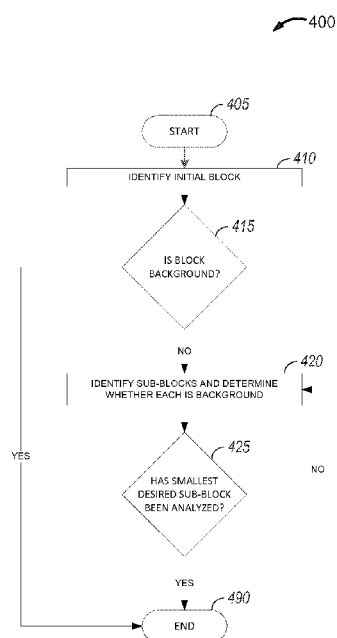 400
405
START
410
IDENTIFY INITIAL BLOCK
415
IS BLOCK
BACKGROUND?
NO
420
IDENTIFY SUB-BLOCKS AND DETERMINE
WHETHER EACH IS BACKGROUND
425
YES
NO
HAS SMALLEST
DESIRED SUB-BLOCK
BEEN ANALYZED?
YES
490
END